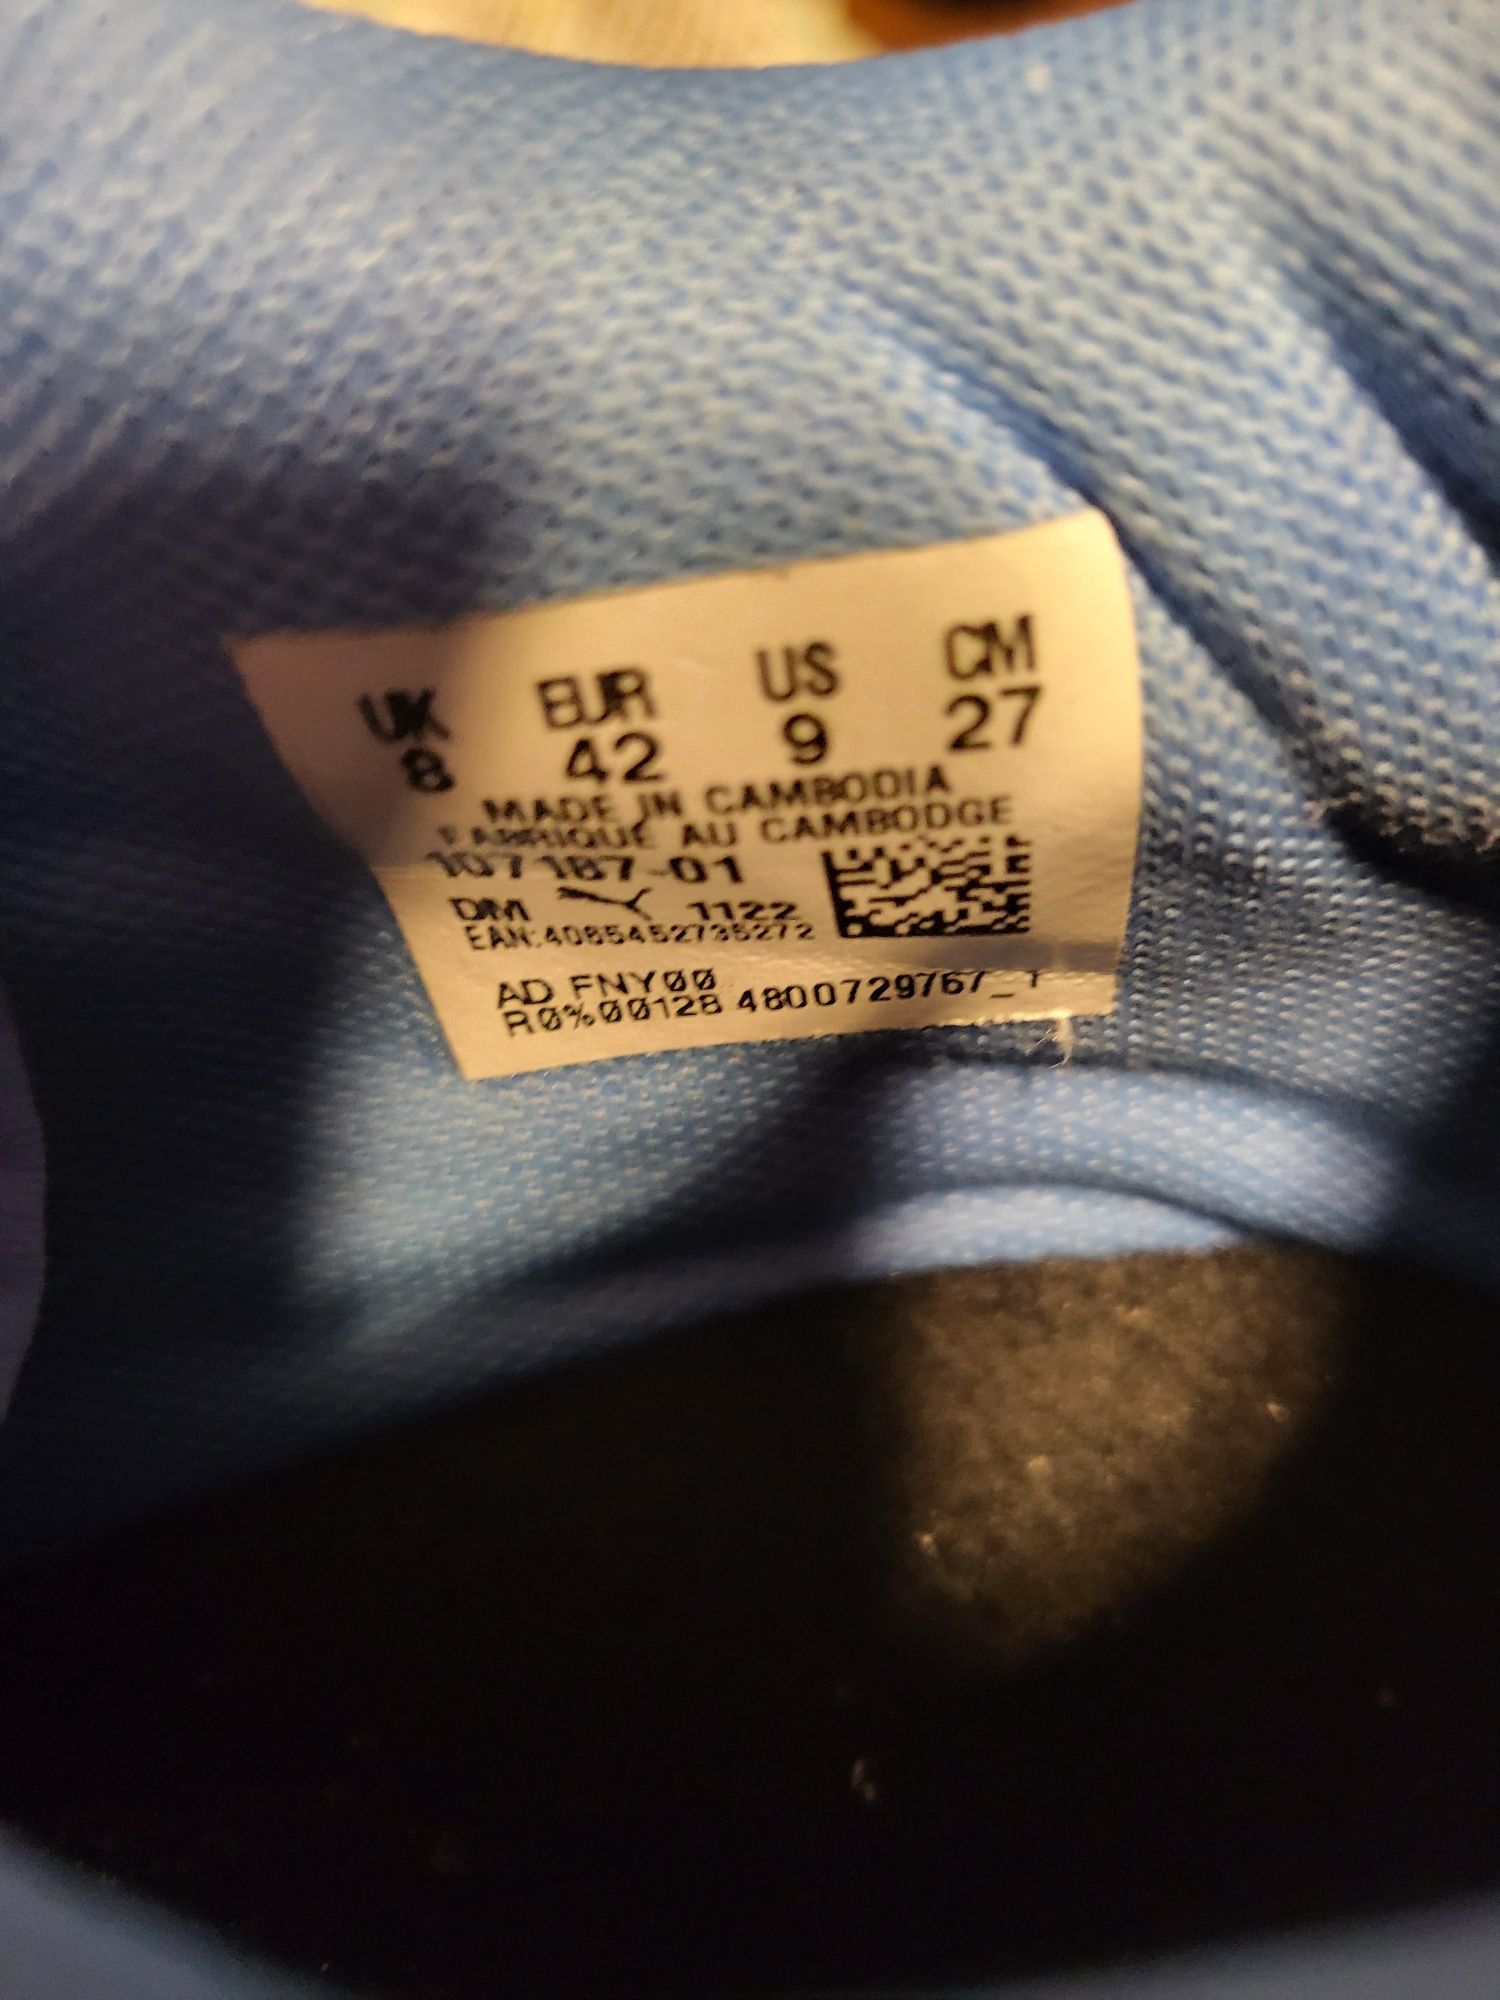 UK EUR US CM
8 42 9 27
MADE IN CAMBODIA
FABRIQUE AU CAMBODGE
107187-01
DM 1122
EAN:4065452735272
AD FNY00
R0%00128 4800729767_1